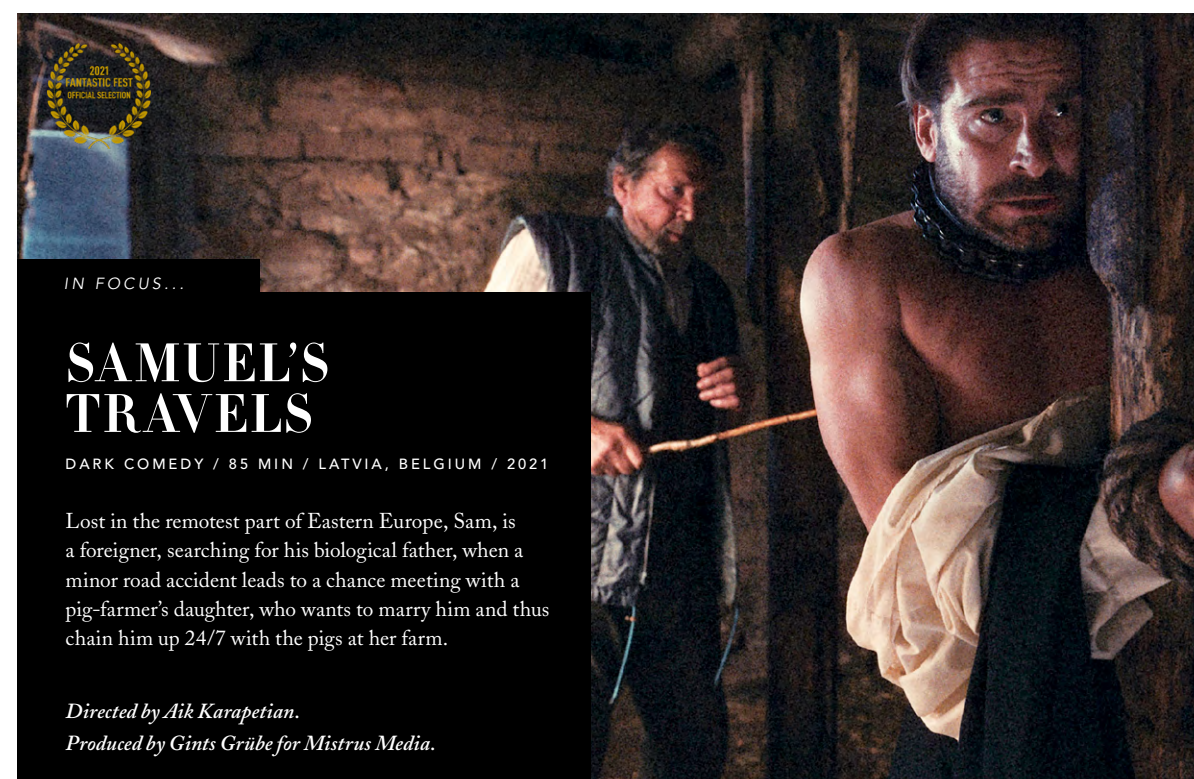 2021
FANTASTIC FEST
OFFICIAL SELECTION
IN FOCUS...
SAMUEL’S
TRAVELS
DARK COMEDY / 85 MIN / LATVIA, BELGIUM / 2021
Lost in the remotest part of Eastern Europe, Sam, is
a foreigner, searching for his biological father, when a
minor road accident leads to a chance meeting with a
pig-farmer’s daughter, who wants to marry him and thus
chain him up 24/7 with the pigs at her farm.
Directed by Aik Karapetian.
Produced by Gints Grūbe for Mistrus Media.